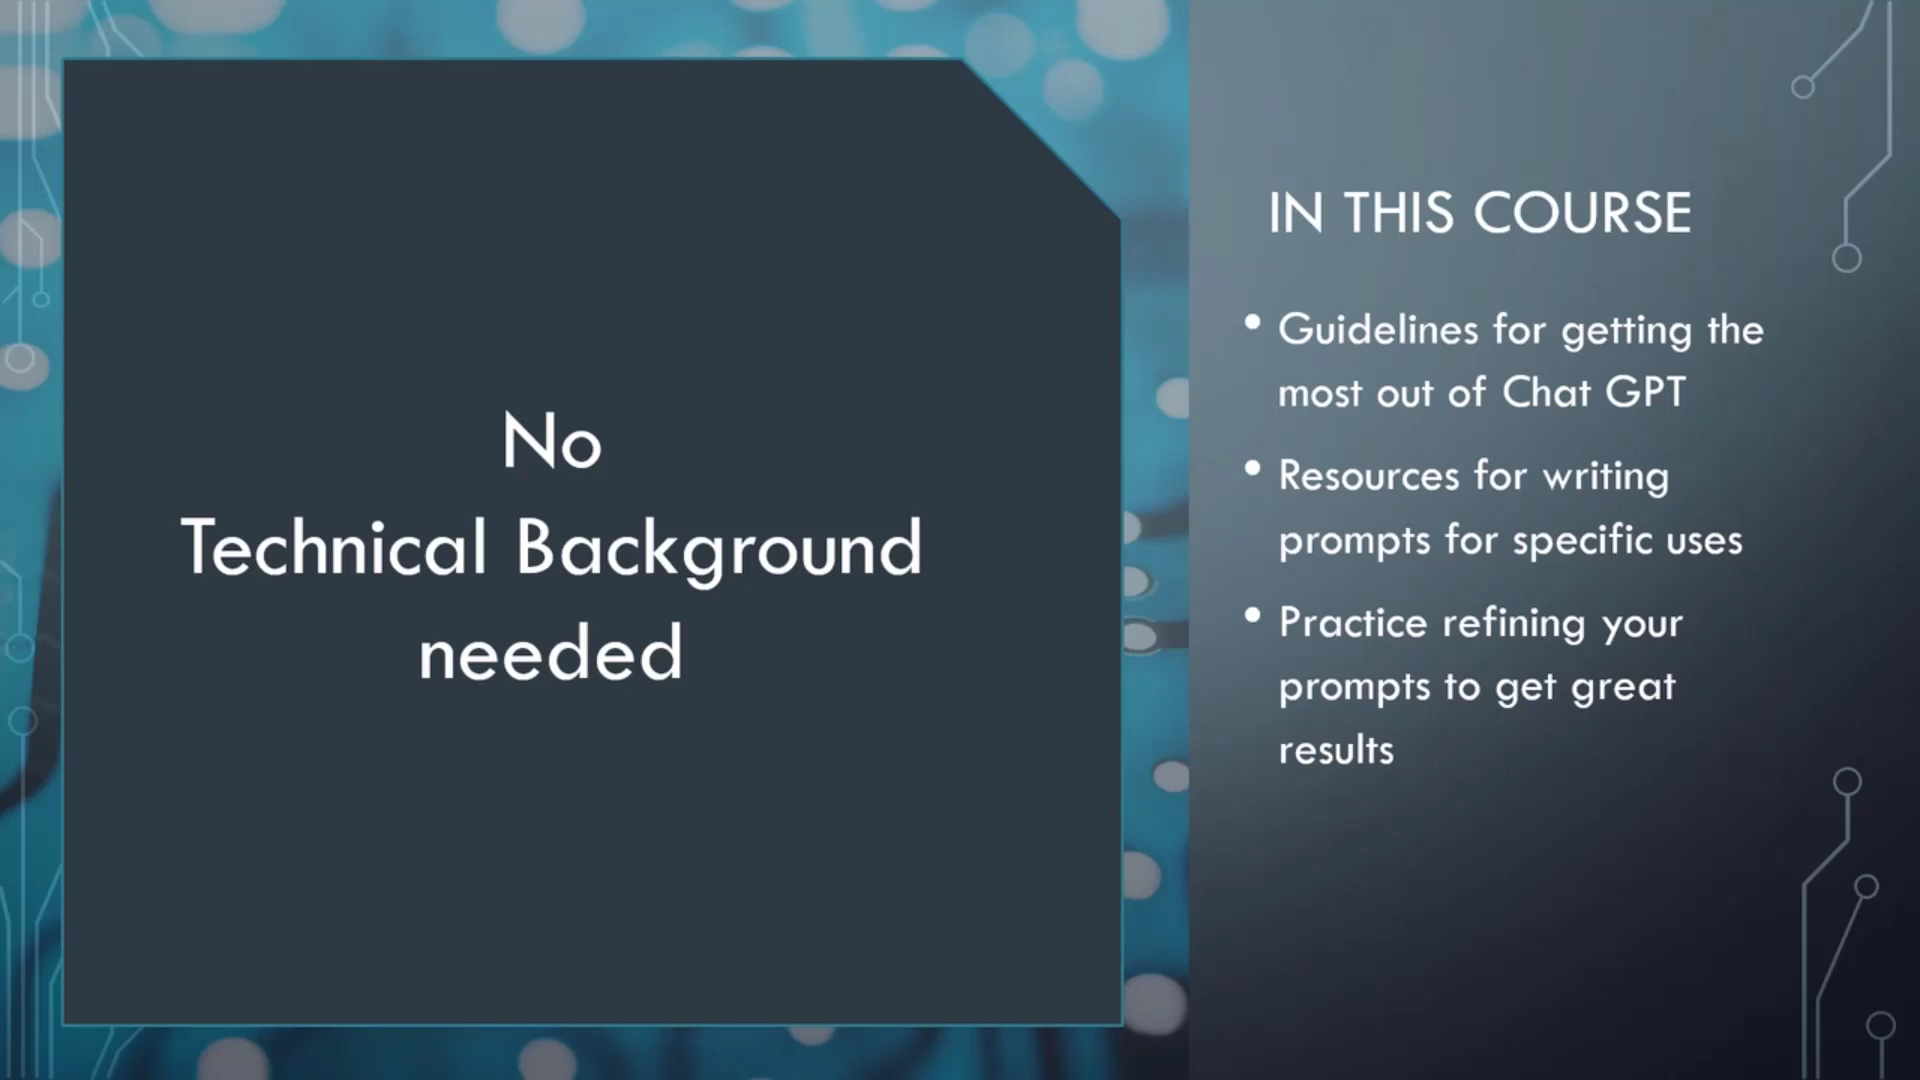 No
Technical Background
needed
IN THIS COURSE
• Guidelines for getting the
most out of Chat GPT
• Resources for writing
prompts for specific uses
• Practice refining your
prompts to get great
results